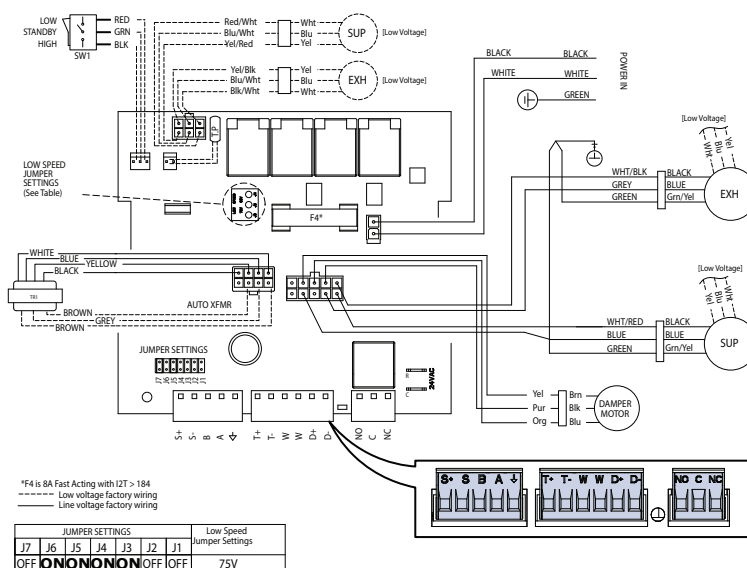 LOW
STANDBY
HIGH
RED
GRN
BLK
SW1
Red/Wht
Blu/Wht
Yel/Red
Wht
Blu
Yel
SUP
[Low Voltage]
Yel/Blk
Blu/Wht
Blk/Wht
Yel
Blu
Wht
EXH
[Low Voltage]
BLACK
BLACK
WHITE
WHITE
GREEN
POWER IN
T.P
LOW SPEED
JUMPER
SETTINGS
(See Table)
F4*
[Low Voltage]
Wht
Blu
Yel
WHT/BLK
BLACK
GREY
BLUE
GREEN
Grn/Yel
EXH
WHITE
BLUE
YELLOW
BLACK
TR1
BROWN
GREY
BROWN
AUTO XFMR
[Low Voltage]
Yel
Blu
Wht
WHT/RED
BLACK
BLUE
BLUE
GREEN
Grn/Yel
SUP
JUMPER SETTINGS
J7
J6
J5
J4
J3
J2
J1
R
C
24VAC
Yel
Brn
Pur
Blk
Org
Blu
DAMPER
MOTOR
S+
S-
B
A
T+
T-
W
W
D+
D-
NO
C
NC
S+ S B A
T+ T- W W D+ D-
NO C NC
*F4 is 8A Fast Acting with I2T > 184
Low voltage factory wiring
Line voltage factory wiring
JUMPER SETTINGS
Low Speed
Jumper Settings
J7 J6 J5 J4 J3 J2 J1
OFF ON ON ON ON OFF OFF 75V